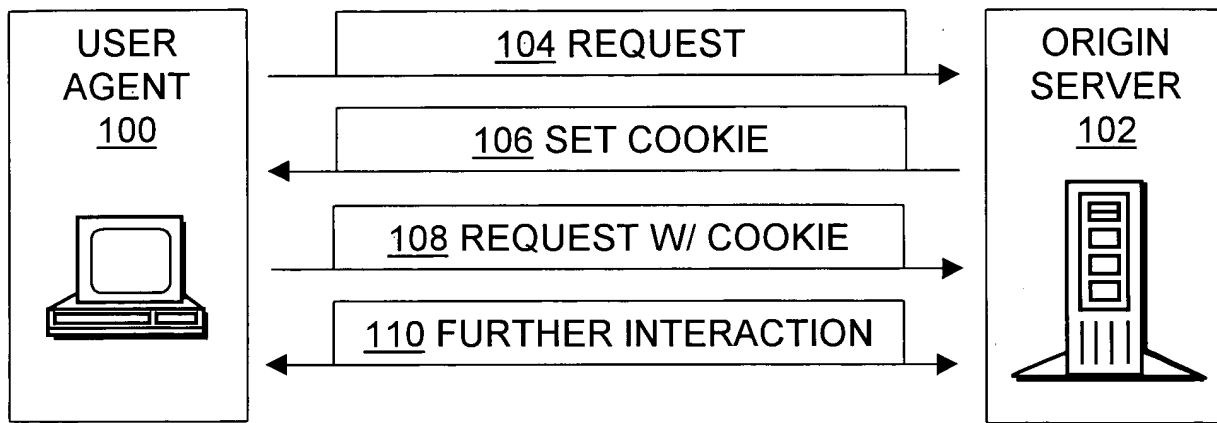 USER
AGENT
100
104 REQUEST
106 SET COOKIE
108 REQUEST W/ COOKIE
110 FURTHER INTERACTION
ORIGIN
SERVER
102